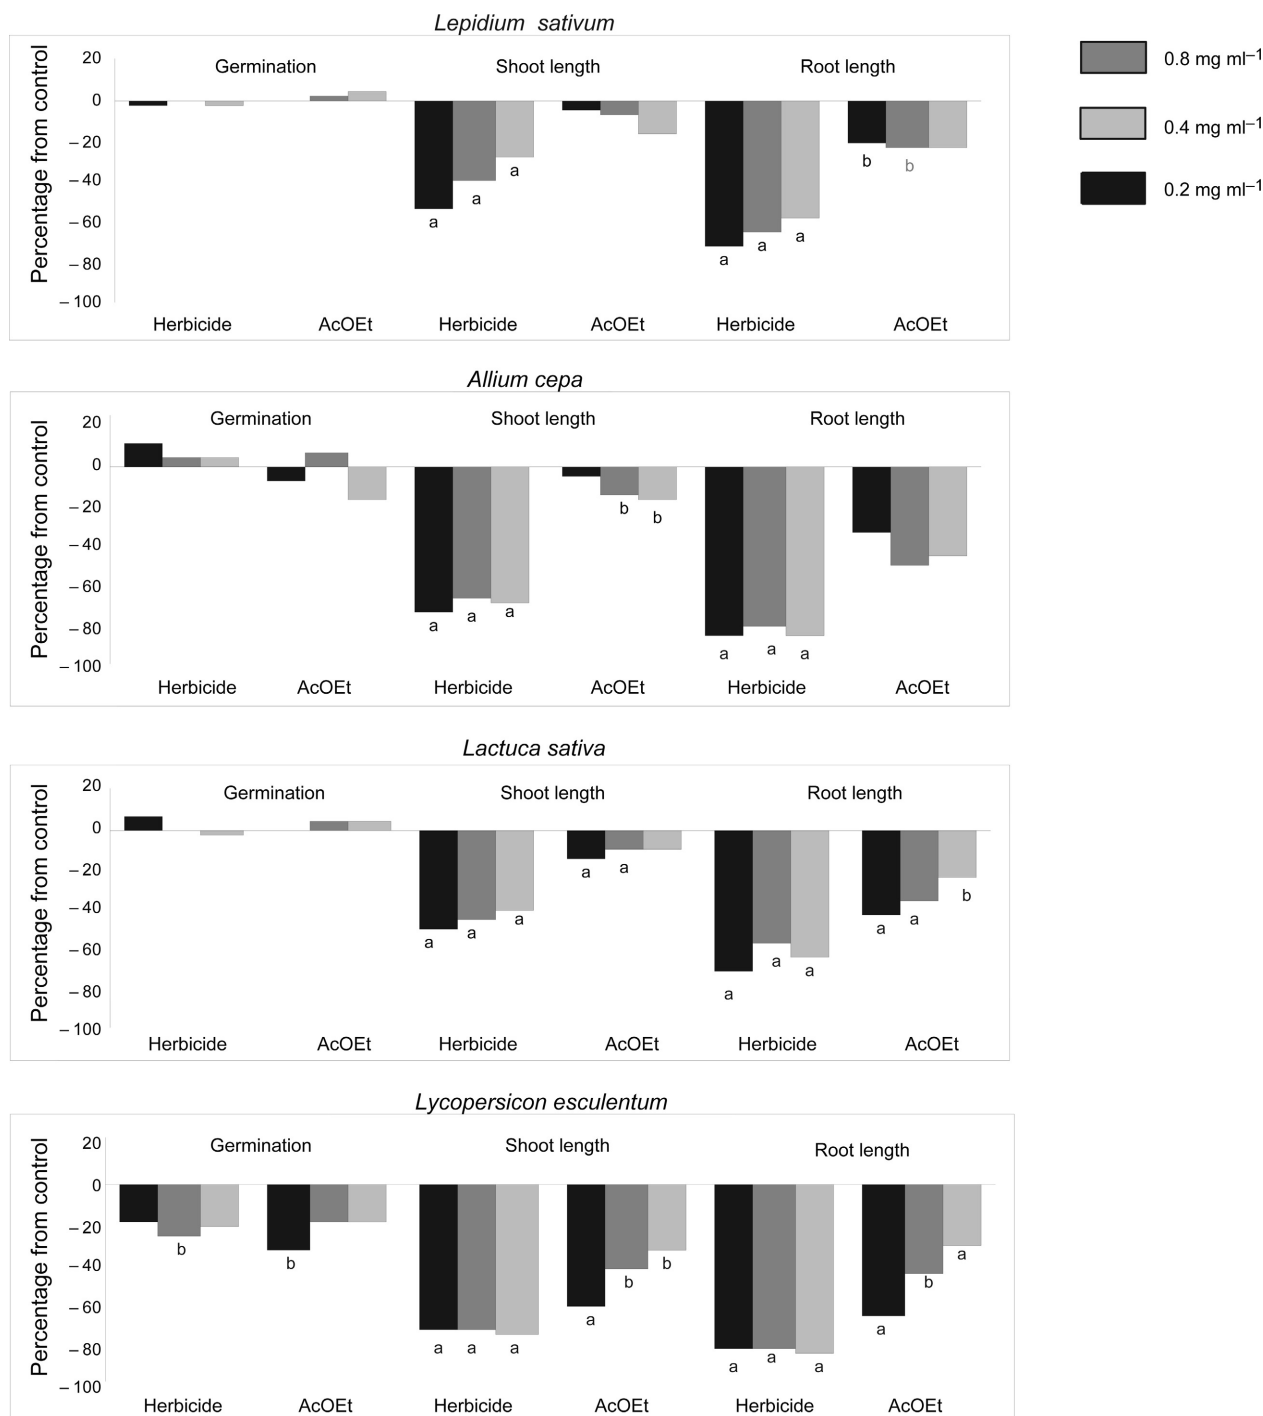 Lepidium sativum
0.8 mg ml–1
0.4 mg ml–1
0.2 mg ml–1
Percentage from control
20
0
– 20
– 40
– 60
– 80
– 100
Germination Shoot length Root length
a a a a a a b b
Herbicide AcOEt Herbicide AcOEt Herbicide AcOEt
Allium cepa
Percentage from control
20
0
– 20
– 40
– 60
– 80
– 100
Germination Shoot length Root length
a a a b b a a a
Herbicide AcOEt Herbicide AcOEt Herbicide AcOEt
Lactuca sativa
Percentage from control
20
0
– 20
– 40
– 60
– 80
– 100
Germination Shoot length Root length
a a a a a a a a a a b
Herbicide AcOEt Herbicide AcOEt Herbicide AcOEt
Lycopersicon esculentum
Percentage from control
20
0
– 20
– 40
– 60
– 80
– 100
Germination Shoot length Root length
b b a a a a b b a a a a b a
Herbicide AcOEt Herbicide AcOEt Herbicide AcOEt